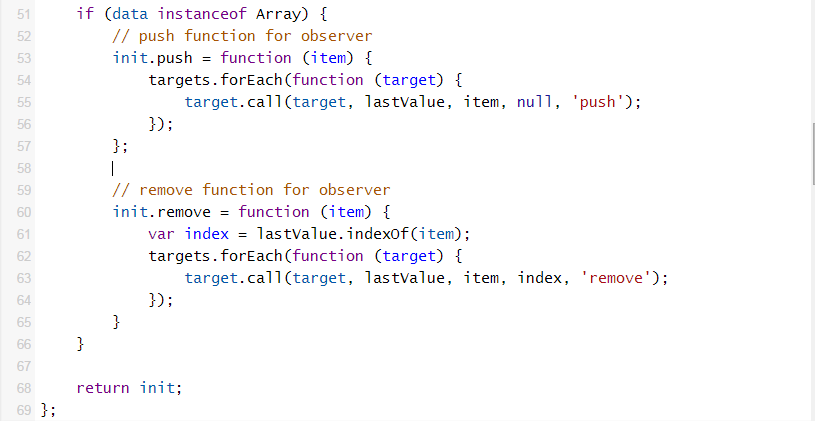 51     if (data instanceof Array) {
52         // push function for observer
53         init.push = function (item) {
54             targets.forEach(function (target) {
55                 target.call(target, lastValue, item, null, 'push');
56             });
57         };
58
59         // remove function for observer
60         init.remove = function (item) {
61             var index = lastValue.indexOf(item);
62             targets.forEach(function (target) {
63                 target.call(target, lastValue, item, index, 'remove');
64             });
65         }
66     }
67
68     return init;
69 };